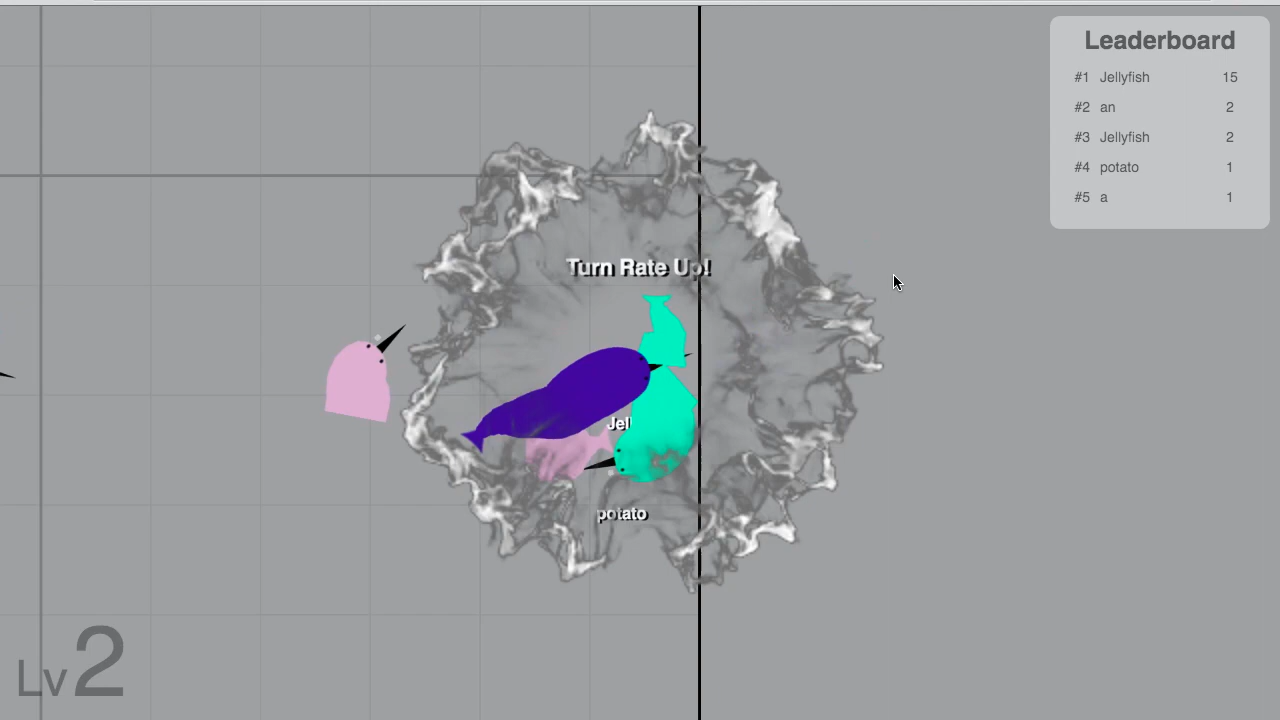 Leaderboard
#1 Jellyfish 15
#2 an 2
#3 Jellyfish 2
#4 potato 1
#5 a 1
Turn Rate Up!
Jell
potato
Lv2